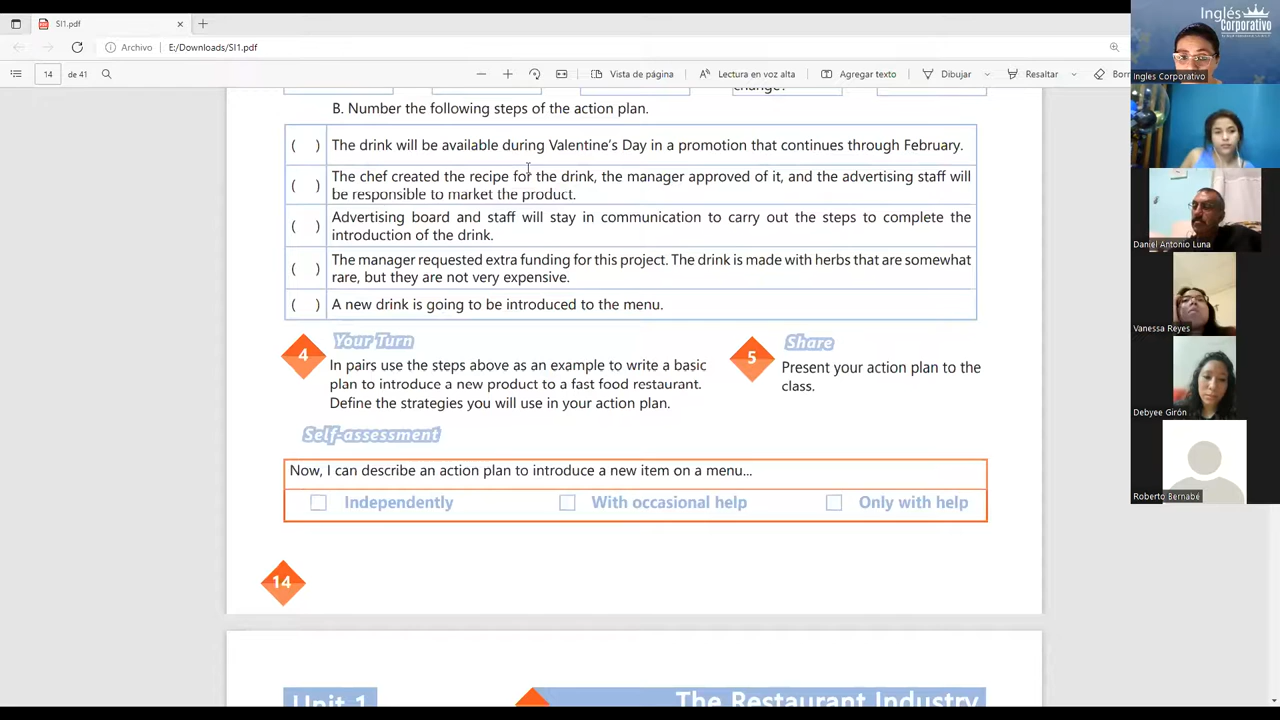 SI1.pdf
Archivo E:/Downloads/SI1.pdf
14 de 41 Vista de página Lectura en voz alta Agregar texto Dibujar Resaltar
change?
B. Number the following steps of the action plan.
( ) The drink will be available during Valentine's Day in a promotion that continues through February.
( ) The chef created the recipe for the drink, the manager approved of it, and the advertising staff will
be responsible to market the product.
( ) Advertising board and staff will stay in communication to carry out the steps to complete the
introduction of the drink.
( ) The manager requested extra funding for this project. The drink is made with herbs that are somewhat
rare, but they are not very expensive.
( ) A new drink is going to be introduced to the menu.
4 Your Turn
In pairs use the steps above as an example to write a basic
plan to introduce a new product to a fast food restaurant.
Define the strategies you will use in your action plan.
5 Share
Present your action plan to the
class.
Self-assessment
Now, I can describe an action plan to introduce a new item on a menu...
Independently With occasional help Only with help
14
Unit 1 The Restaurant Industry
Inglés
Corporativo
Ingles Corporativo
Daniel Antonio Luna
Vanessa Reyes
Debyee Girón
Roberto Bernabé